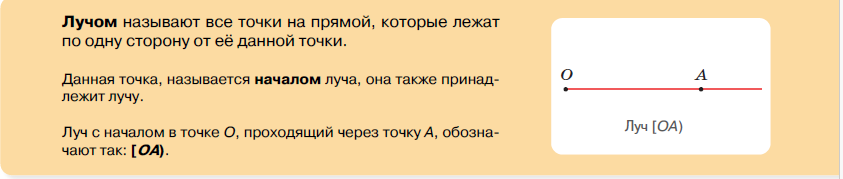 Лучом называют все точки на прямой, которые лежат
по одну сторону от её данной точки.
Данная точка, называется началом луча, она также принад-
лежит лучу.
Луч с началом в точке O, проходящий через точку A, обозна-
чают так: [OA).
O A
Луч [OA)